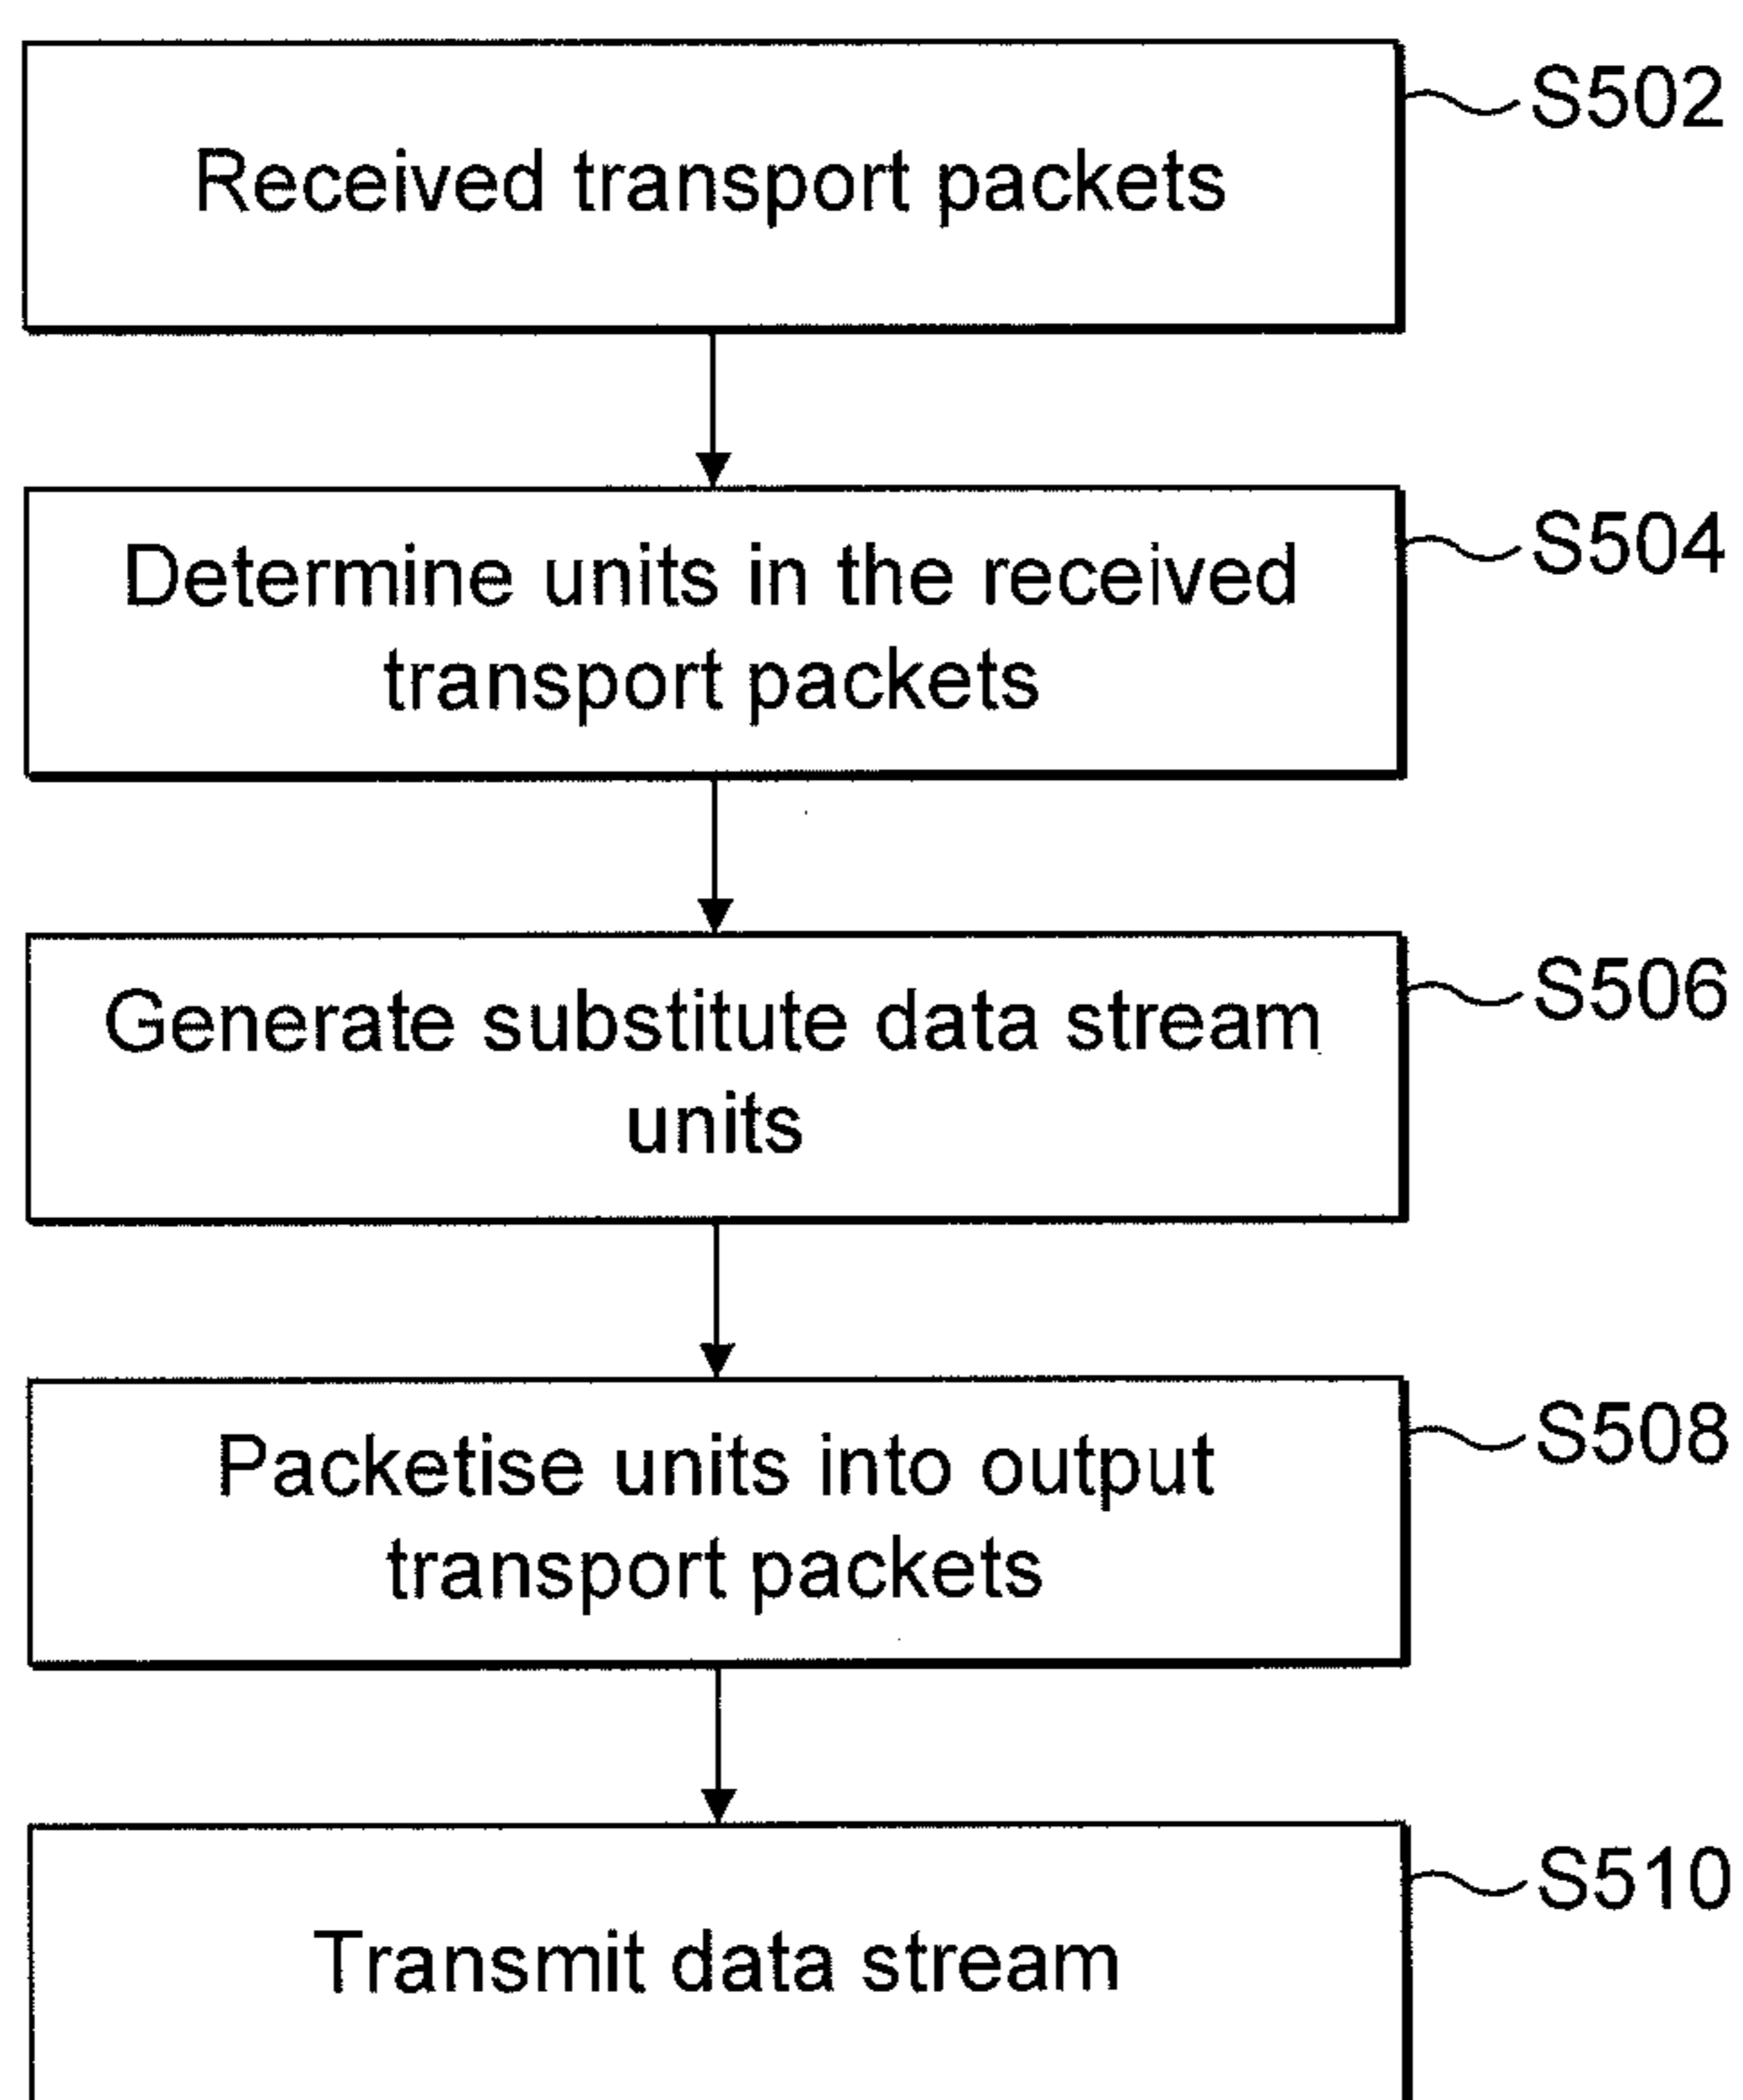 Received transport packets
S502
Determine units in the received
transport packets
S504
Generate substitute data stream
units
S506
Packetise units into output
transport packets
S508
Transmit data stream
S510